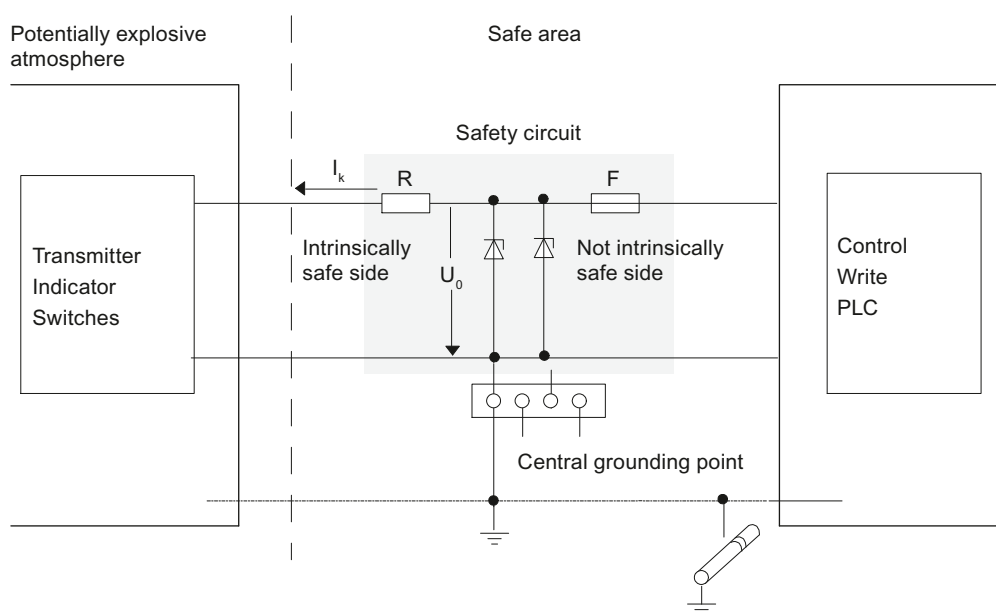 Potentially explosive
atmosphere
Safe area
Safety circuit
Ik
R
F
Intrinsically
safe side
U0
Not intrinsically
safe side
Transmitter
Indicator
Switches
Control
Write
PLC
Central grounding point